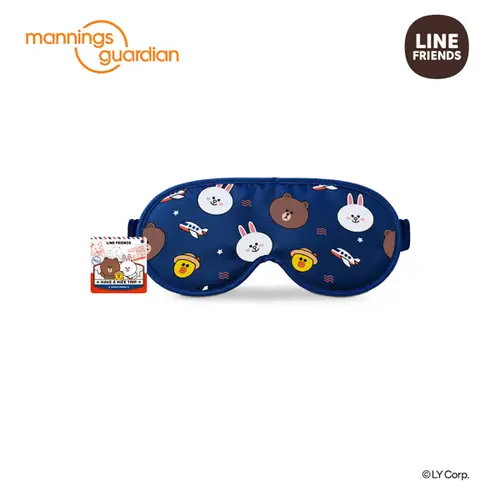 mannings
guardian
LINE
FRIENDS
LINE FRIENDS
HAVE A NICE TRIP
©LY Corp.